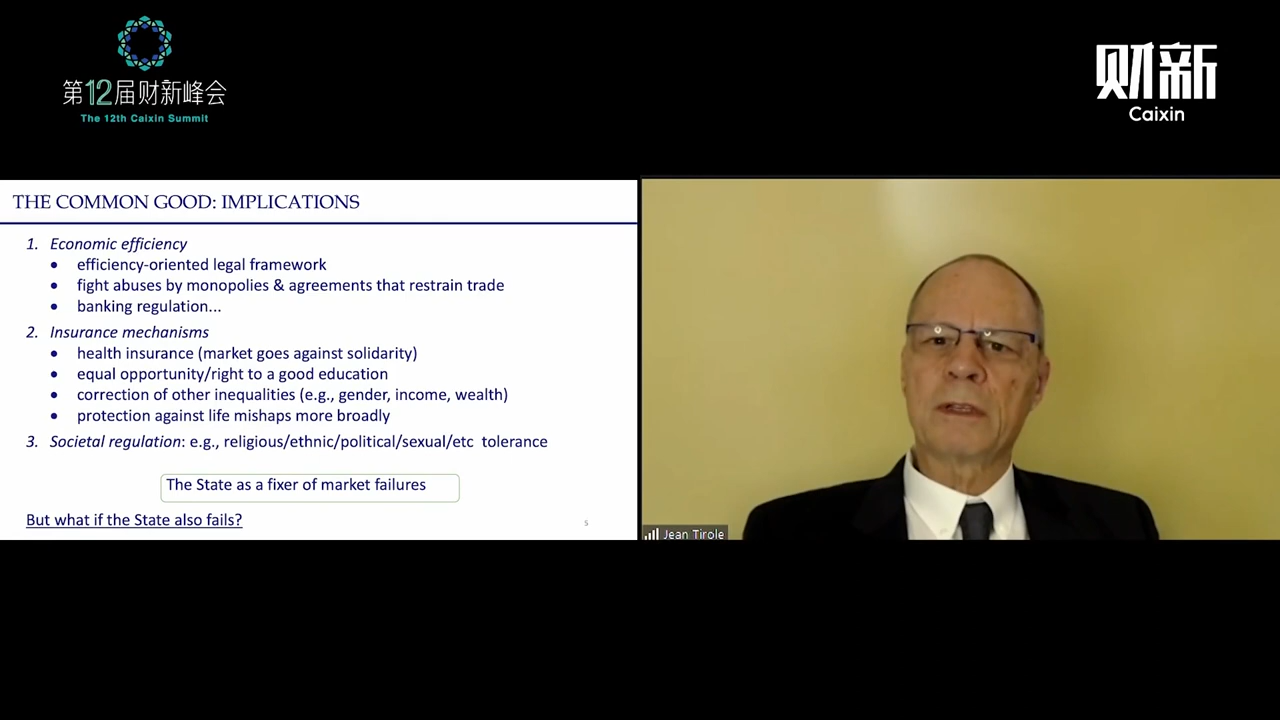 第12届财新峰会
The 12th Caixin Summit
财新
Caixin
THE COMMON GOOD: IMPLICATIONS
1. Economic efficiency
• efficiency-oriented legal framework
• fight abuses by monopolies & agreements that restrain trade
• banking regulation...
2. Insurance mechanisms
• health insurance (market goes against solidarity)
• equal opportunity/right to a good education
• correction of other inequalities (e.g., gender, income, wealth)
• protection against life mishaps more broadly
3. Societal regulation: e.g., religious/ethnic/political/sexual/etc tolerance
The State as a fixer of market failures
But what if the State also fails?
5
Jean Tirole